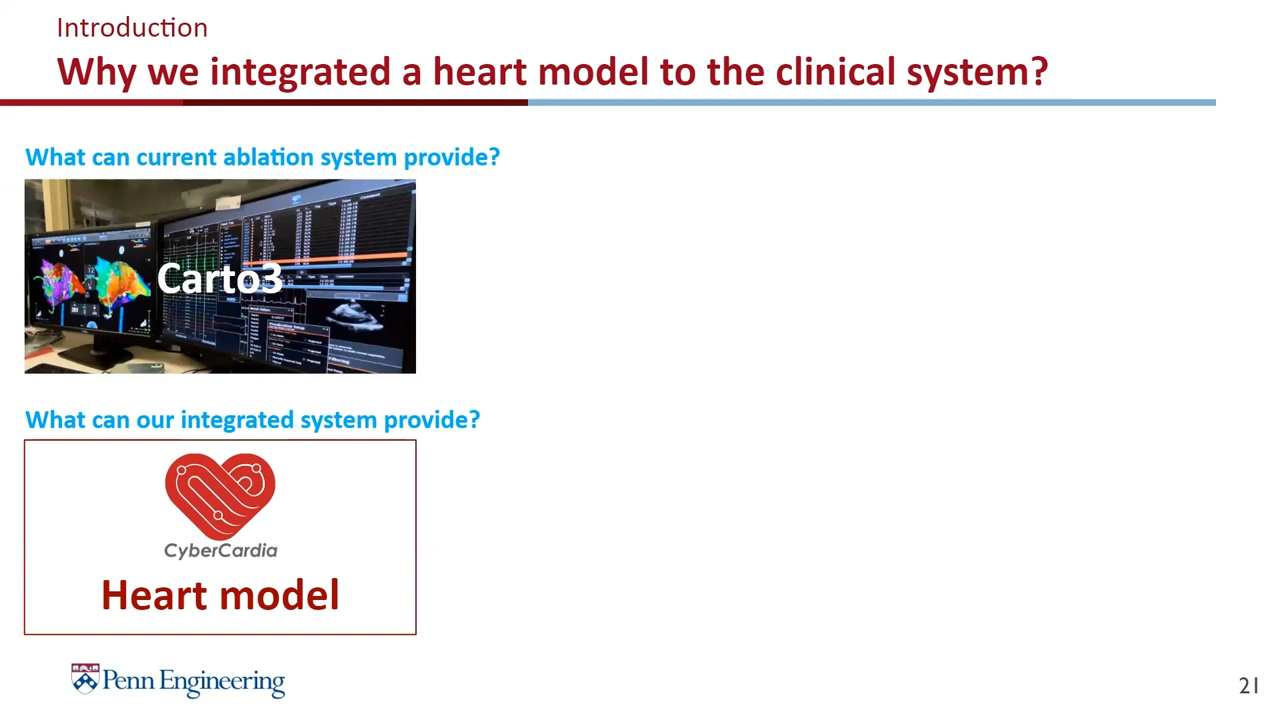 Introduction
Why we integrated a heart model to the clinical system?
What can current ablation system provide?
Carto3
What can our integrated system provide?
CyberCardia
Heart model
Penn Engineering
21